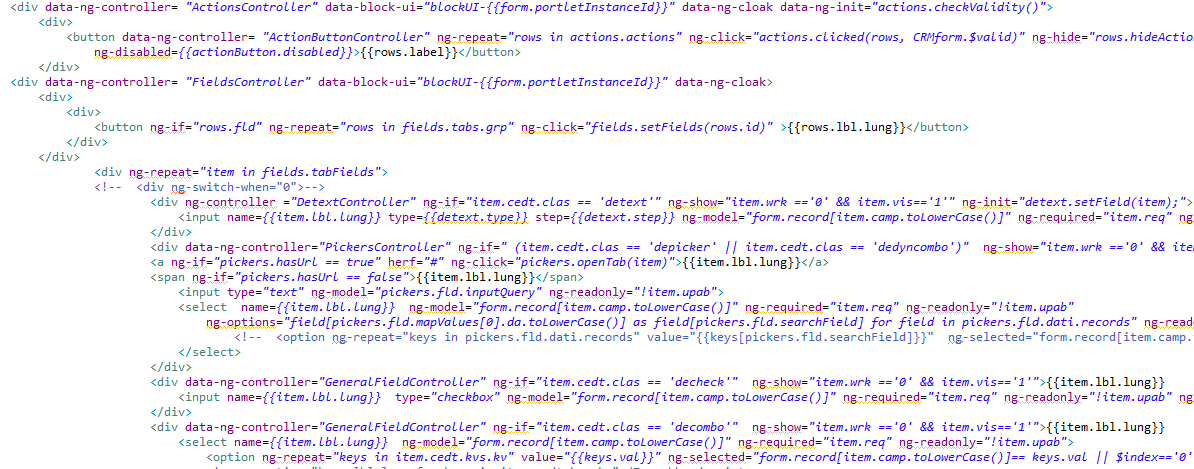 <div data-ng-controller= "ActionsController" data-block-ui="blockUI-{{form.portletInstanceId}}" data-ng-cloak data-ng-init="actions.checkValidity()">
<div>
<button data-ng-controller= "ActionButtonController" ng-repeat="rows in actions.actions" ng-click="actions.clicked(rows, CRMform.$valid)" ng-hide="rows.hideActio
ng-disabled={{actionButton.disabled}}>{{rows.label}}</button>
</div>
<div data-ng-controller= "FieldsController" data-block-ui="blockUI-{{form.portletInstanceId}}" data-ng-cloak>
<div>
<div>
<button ng-if="rows.fld" ng-repeat="rows in fields.tabs.grp" ng-click="fields.setFields(rows.id)" >{{rows.lbl.lung}}</button>
</div>
</div>
<div ng-repeat="item in fields.tabFields">
<!-- <div ng-switch-when="0">-->
<div ng-controller ="DetextController" ng-if="item.cedt.clas == 'detext'" ng-show="item.wrk =='0' && item.vis=='1'" ng-init="detext.setField(item);">
<input name={{item.lbl.lung}} type={{detext.type}} step={{detext.step}} ng-model="form.record[item.camp.toLowerCase()]" ng-required="item.req" ng
</div>
<div data-ng-controller="PickersController" ng-if=" (item.cedt.clas == 'depicker' || item.cedt.clas == 'dedyncombo')" ng-show="item.wrk =='0' && ite
<a ng-if="pickers.hasUrl == true" herf="#" ng-click="pickers.openTab(item)">{{item.lbl.lung}}</a>
<span ng-if="pickers.hasUrl == false">{{item.lbl.lung}}</span>
<input type="text" ng-model="pickers.fld.inputQuery" ng-readonly="!item.upab">
<select name={{item.lbl.lung}} ng-model="form.record[item.camp.toLowerCase()]" ng-required="item.req" ng-readonly="!item.upab"
ng-options="field[pickers.fld.mapValues[0].da.toLowerCase()] as field[pickers.fld.searchField] for field in pickers.fld.dati.records" ng-read
<!-- <option ng-repeat="keys in pickers.fld.dati.records" value="{{keys[pickers.fld.searchField]}}" ng-selected="form.record[item.camp.
</select>
</div>
<div data-ng-controller="GeneralFieldController" ng-if="item.cedt.clas == 'decheck'" ng-show="item.wrk =='0' && item.vis=='1'">{{item.lbl.lung}}
<input name={{item.lbl.lung}} type="checkbox" ng-model="form.record[item.camp.toLowerCase()]" ng-required="item.req" ng-readonly="!item.upab" ng
</div>
<div data-ng-controller="GeneralFieldController" ng-if="item.cedt.clas == 'decombo'" ng-show="item.wrk =='0' && item.vis=='1'">{{item.lbl.lung}}
<select name={{item.lbl.lung}} ng-model="form.record[item.camp.toLowerCase()]" ng-required="item.req" ng-readonly="!item.upab">
<option ng-repeat="keys in item.cedt.kvs.kv" value="{{keys.val}}" ng-selected="form.record[item.camp.toLowerCase()]== keys.val || $index=='0'